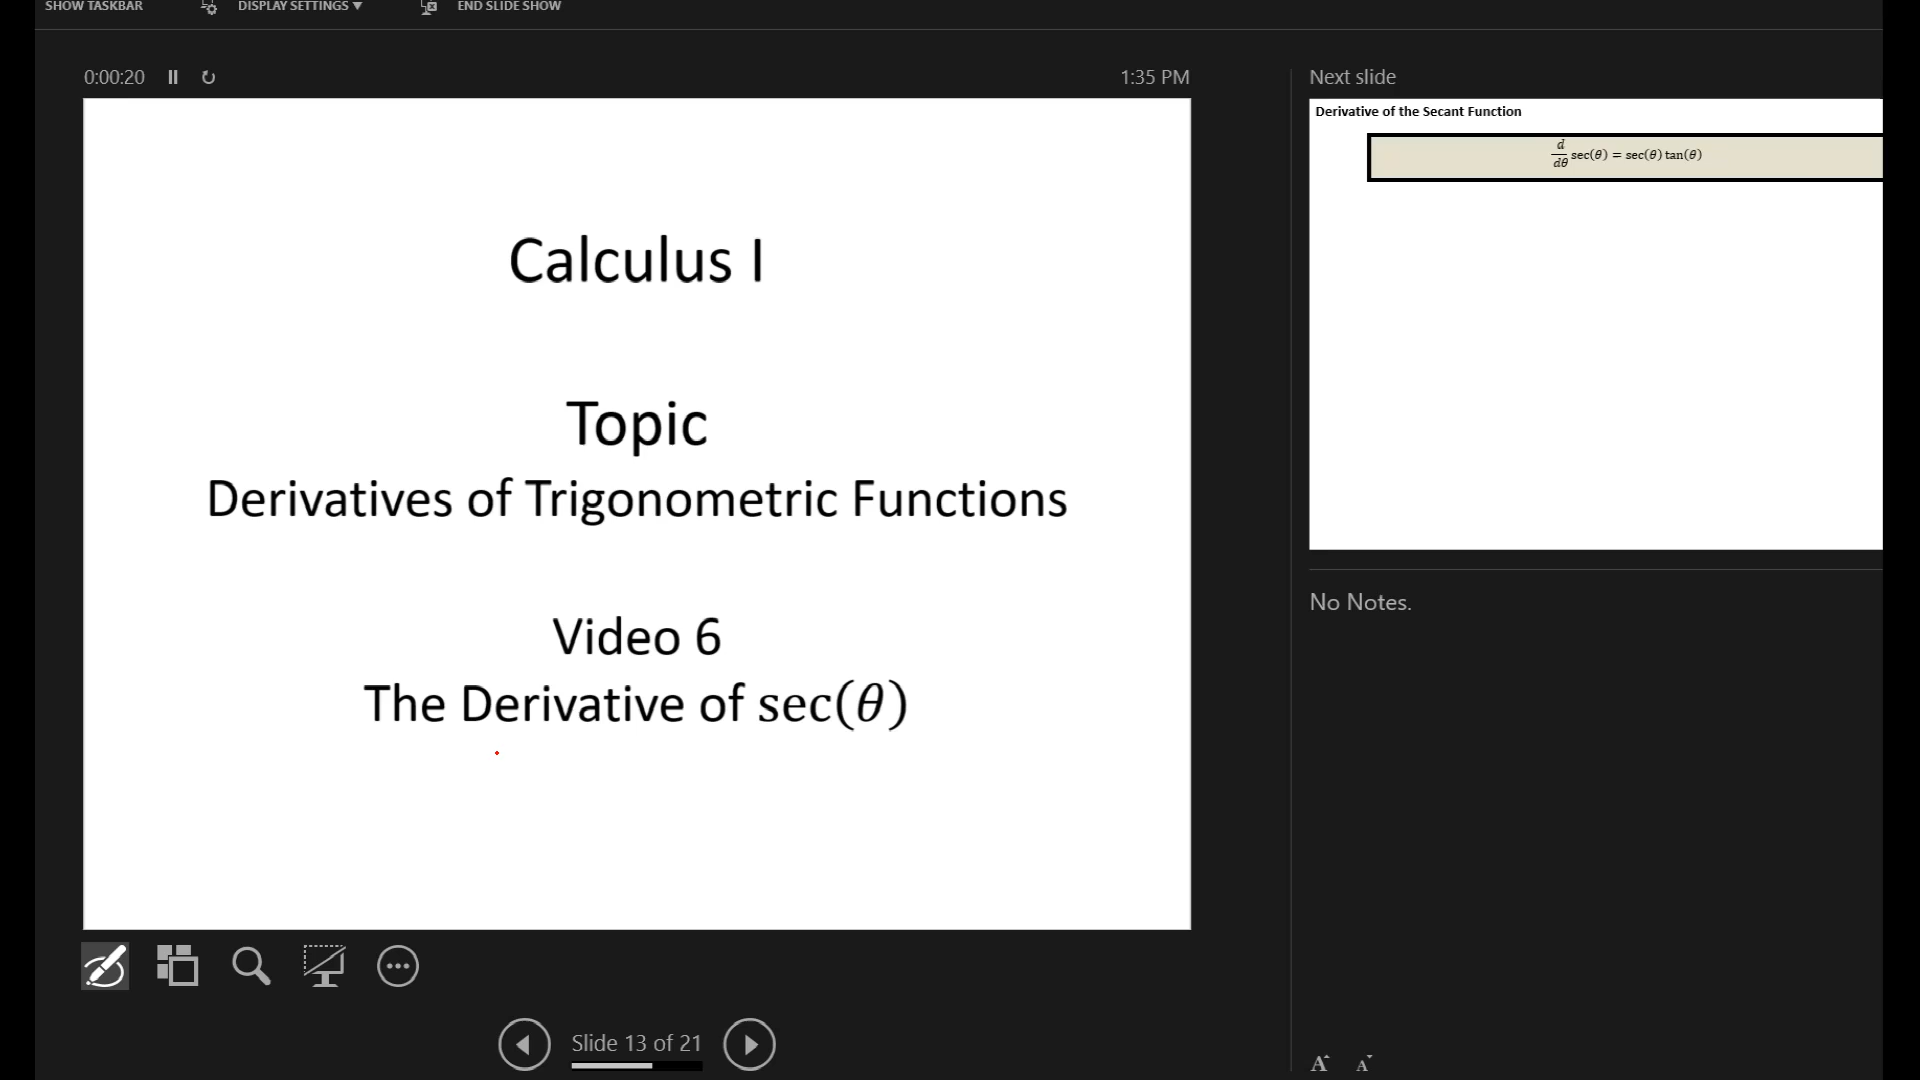 SHOW TASKBAR DISPLAY SETTINGS ▼ END SLIDE SHOW
0:00:20 1:35 PM
Calculus I
Topic
Derivatives of Trigonometric Functions
Video 6
The Derivative of sec(θ)
Slide 13 of 21
Next slide
Derivative of the Secant Function
d/dθ sec(θ) = sec(θ) tan(θ)
No Notes.
A A